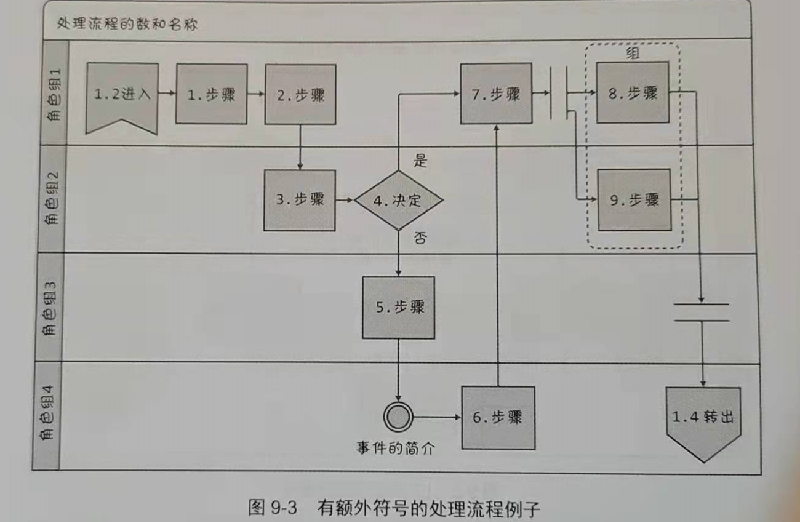 处理流程的数和名称
角色组1
1.2进入
1.步骤
2.步骤
7.步骤
组
8.步骤
角色组2
3.步骤
4.决定
是
否
9.步骤
角色组3
5.步骤
角色组4
事件的简介
6.步骤
1.4转出
图 9-3 有额外符号的处理流程例子